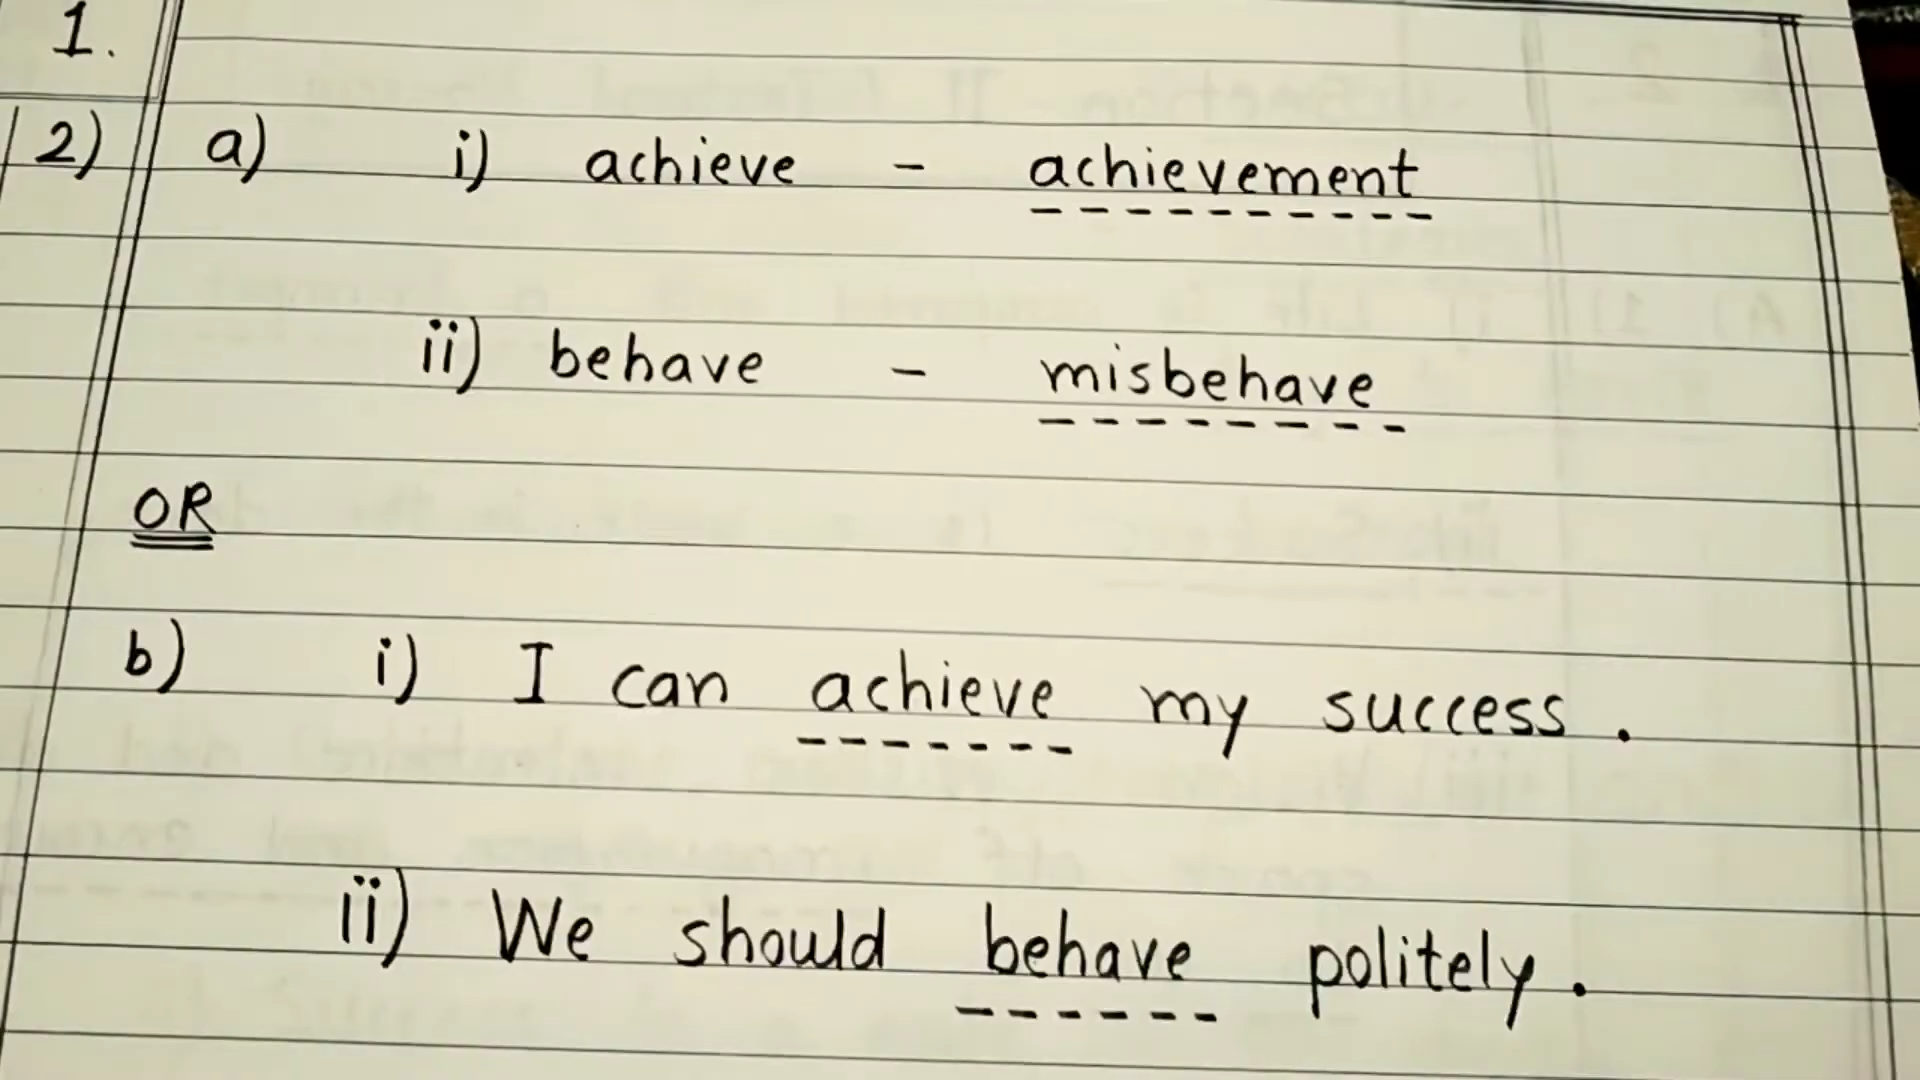 1.
2) a) i) achieve - achievement
ii) behave - misbehave
OR
b) i) I can achieve my success.
ii) We should behave politely.